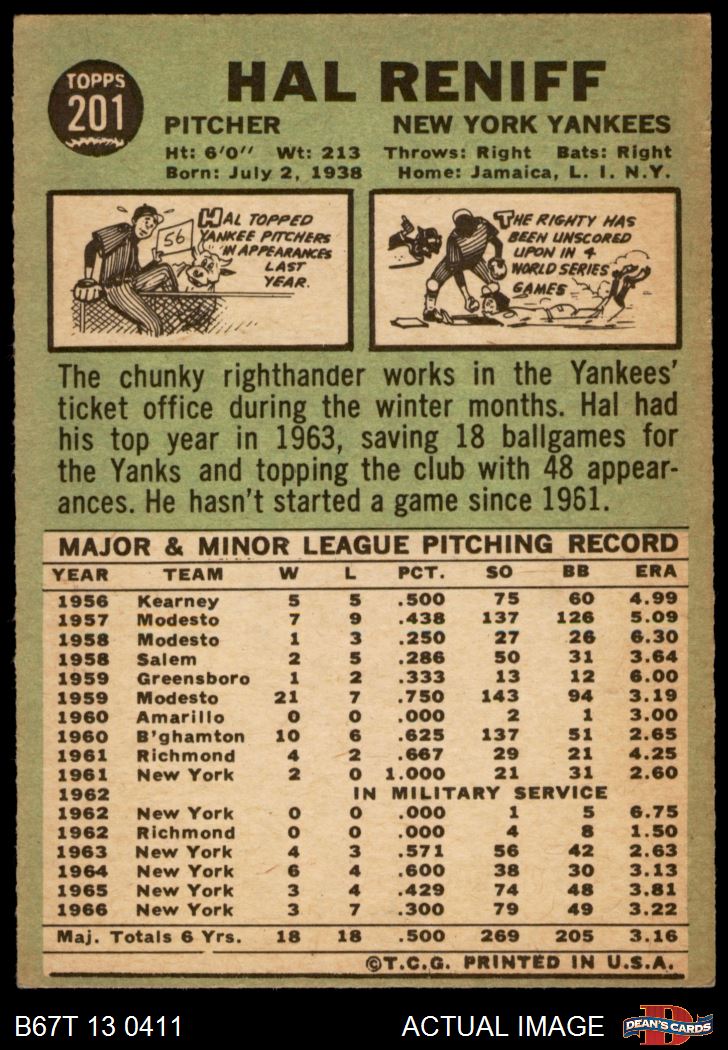 TOPPS
201
HAL RENIFF
PITCHER NEW YORK YANKEES
Ht: 6'0" Wt: 213 Throws: Right Bats: Right
Born: July 2, 1938 Home: Jamaica, L. I. N.Y.
56
HAL TOPPED
YANKEE PITCHERS
IN APPEARANCES
LAST
YEAR.
THE RIGHTY HAS
BEEN UNSCORED
UPON IN 4
WORLD SERIES
GAMES
The chunky righthander works in the Yankees'
ticket office during the winter months. Hal had
his top year in 1963, saving 18 ballgames for
the Yanks and topping the club with 48 appear-
ances. He hasn't started a game since 1961.
MAJOR & MINOR LEAGUE PITCHING RECORD
YEAR TEAM W L PCT. SO BB ERA
1956 Kearney 5 5 .500 75 60 4.99
1957 Modesto 7 9 .438 137 126 5.09
1958 Modesto 1 3 .250 27 26 6.30
1958 Salem 2 5 .286 50 31 3.64
1959 Greensboro 1 2 .333 13 12 6.00
1959 Modesto 21 7 .750 143 94 3.19
1960 Amarillo 0 0 .000 2 1 3.00
1960 B'ghamton 10 6 .625 137 51 2.65
1961 Richmond 4 2 .667 29 21 4.25
1961 New York 2 0 1.000 21 31 2.60
1962 IN MILITARY SERVICE
1962 New York 0 0 .000 1 5 6.75
1962 Richmond 0 0 .000 4 8 1.50
1963 New York 4 3 .571 56 42 2.63
1964 New York 6 4 .600 38 30 3.13
1965 New York 3 4 .429 74 48 3.81
1966 New York 3 7 .300 79 49 3.22
Maj. Totals 6 Yrs. 18 18 .500 269 205 3.16
©T.C.G. PRINTED IN U.S.A.
B67T 13 0411 ACTUAL IMAGE
D
DEAN'S CARDS